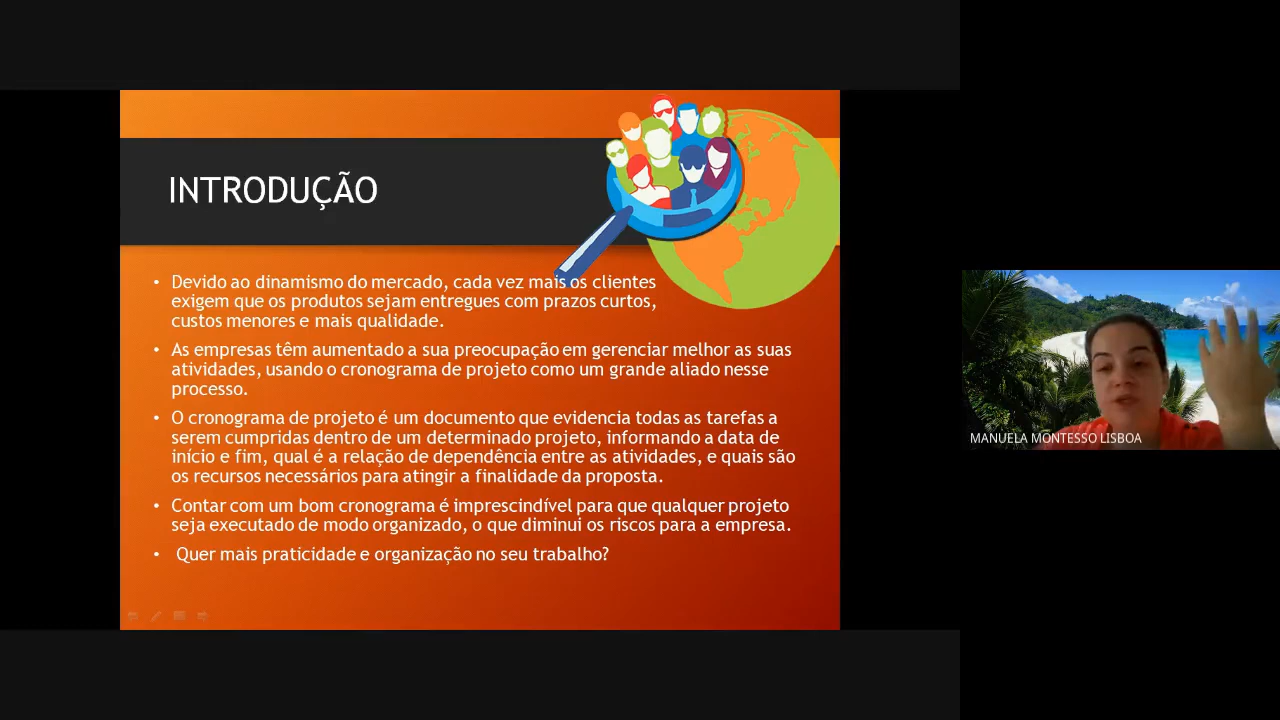 INTRODUÇÃO
• Devido ao dinamismo do mercado, cada vez mais os clientes
exigem que os produtos sejam entregues com prazos curtos,
custos menores e mais qualidade.
• As empresas têm aumentado a sua preocupação em gerenciar melhor as suas
atividades, usando o cronograma de projeto como um grande aliado nesse
processo.
• O cronograma de projeto é um documento que evidencia todas as tarefas a
serem cumpridas dentro de um determinado projeto, informando a data de
início e fim, qual é a relação de dependência entre as atividades, e quais são
os recursos necessários para atingir a finalidade da proposta.
• Contar com um bom cronograma é imprescindível para que qualquer projeto
seja executado de modo organizado, o que diminui os riscos para a empresa.
• Quer mais praticidade e organização no seu trabalho?
MANUELA MONTESSO LISBOA